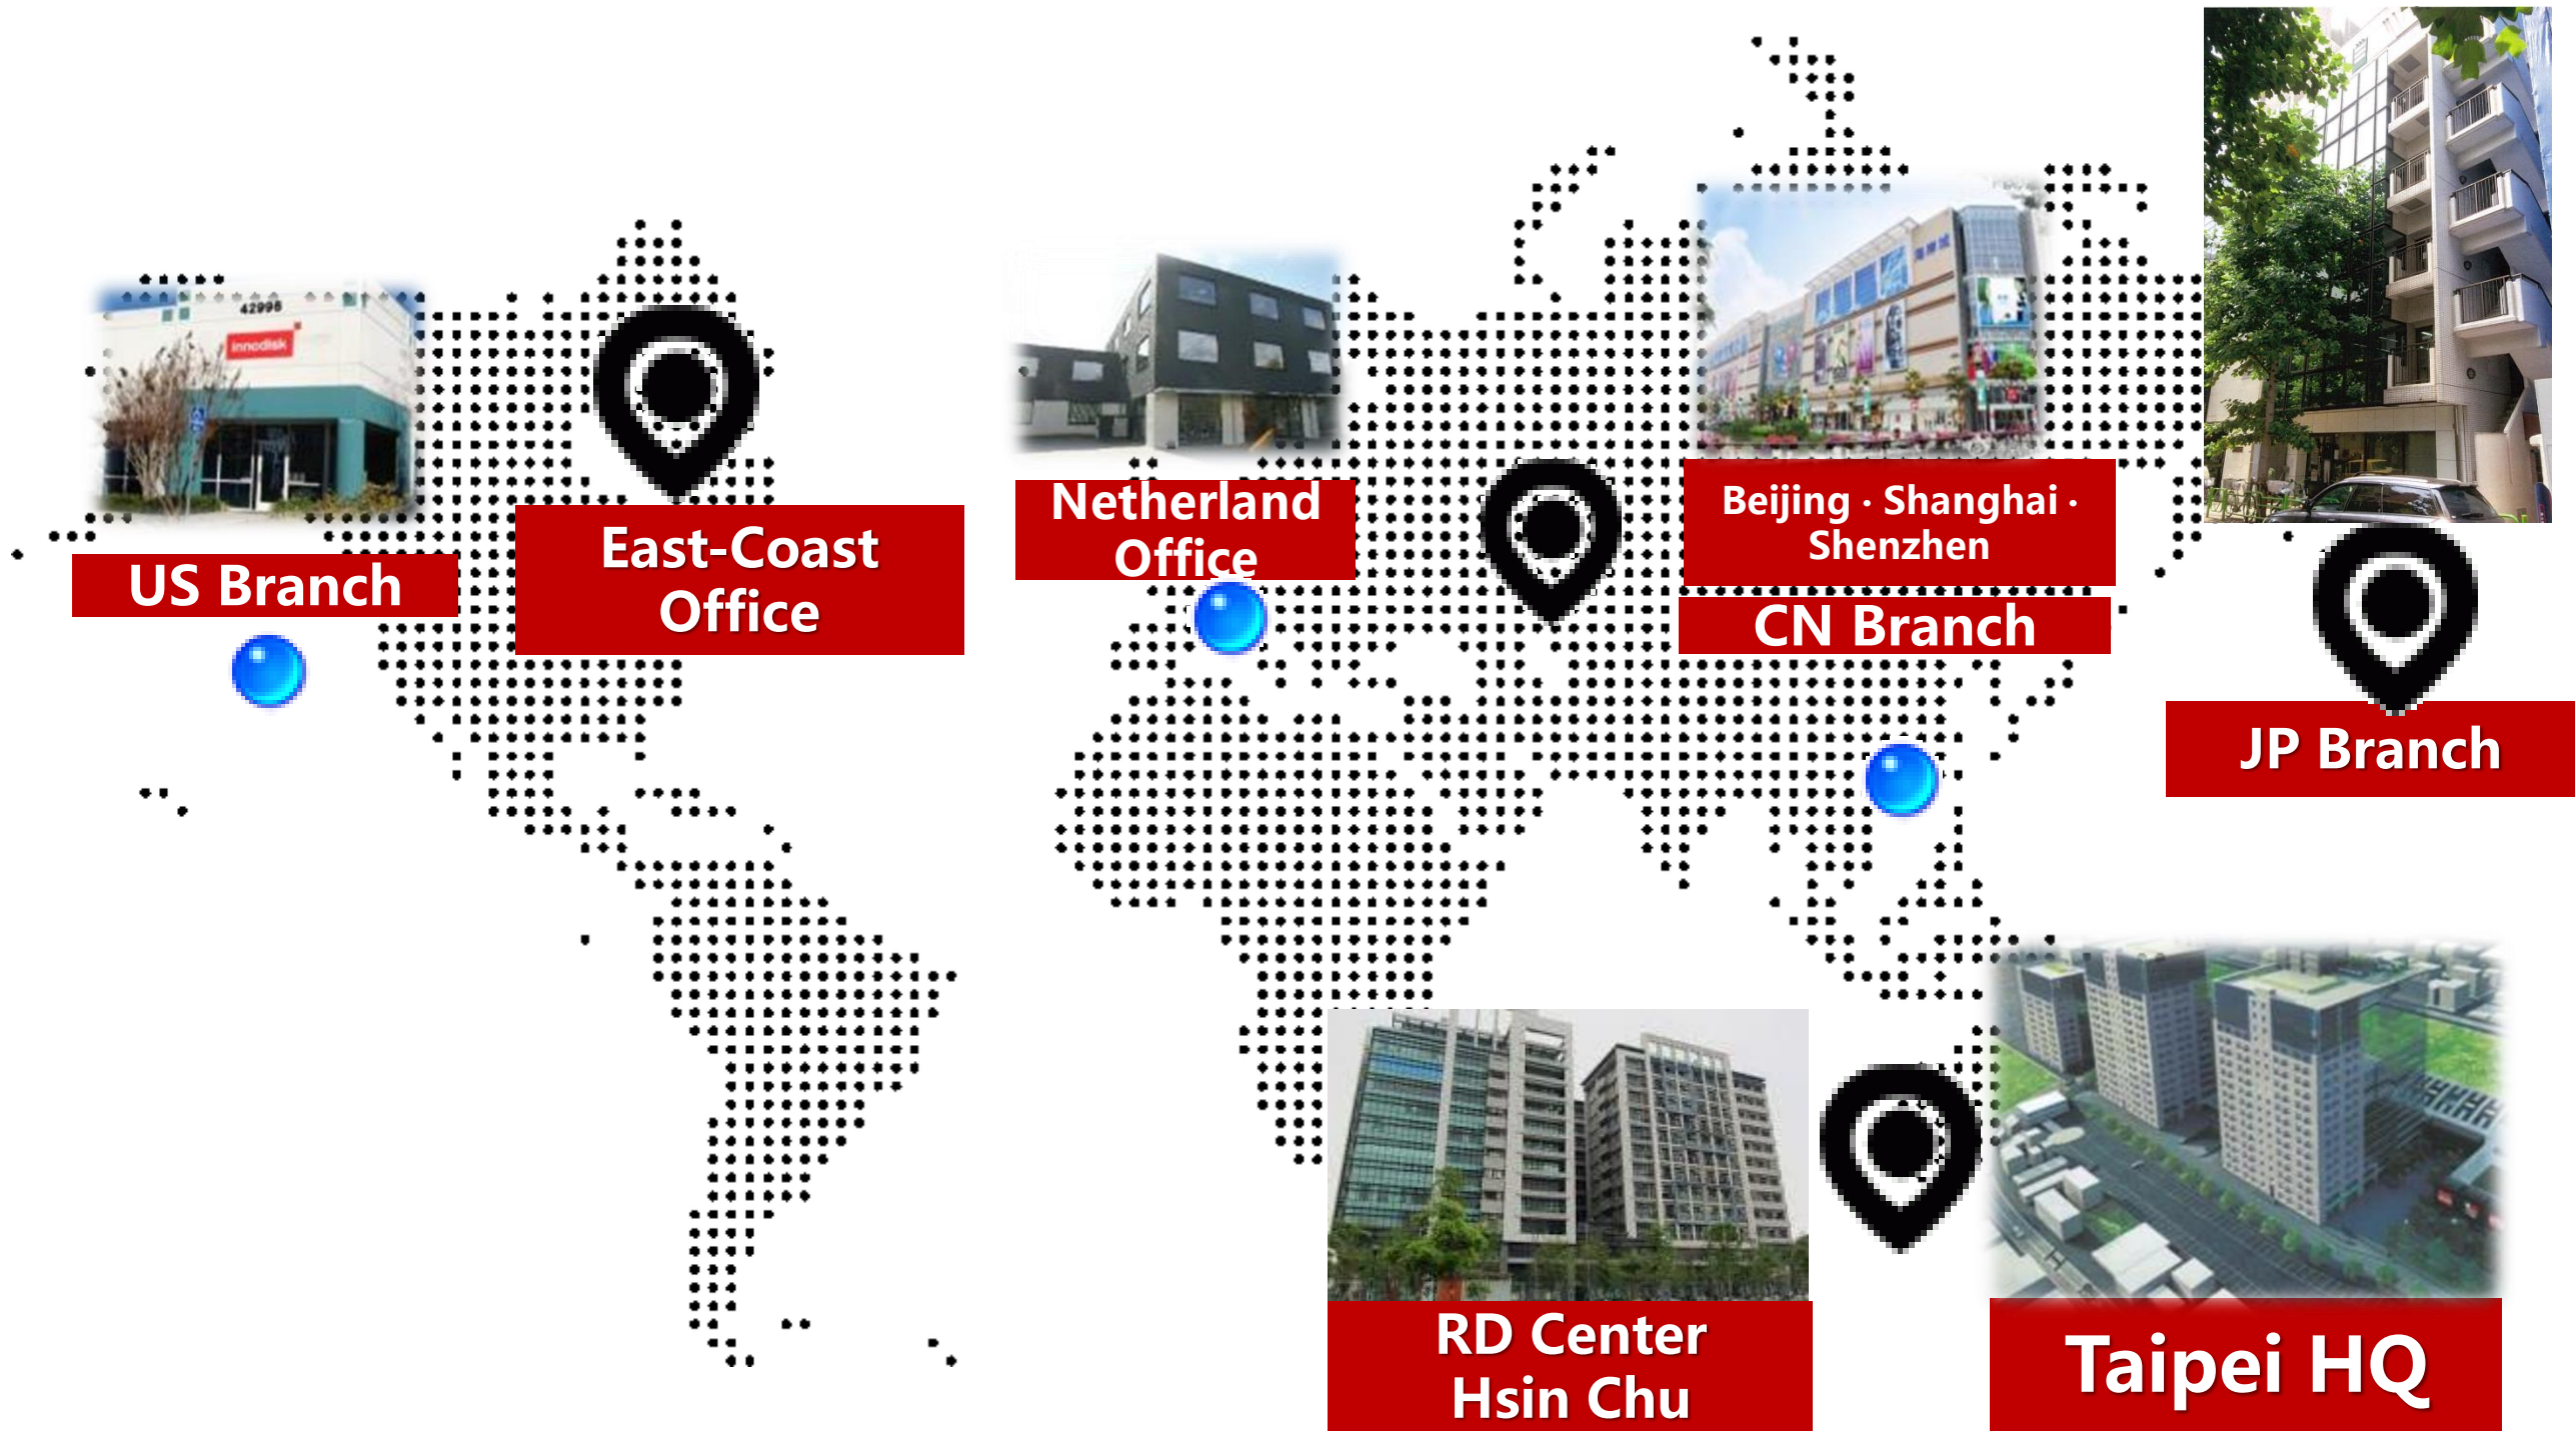 42996
innodisk
US Branch
East-Coast
Office
Netherland
Office
Beijing · Shanghai ·
Shenzhen
CN Branch
JP Branch
RD Center
Hsin Chu
Taipei HQ